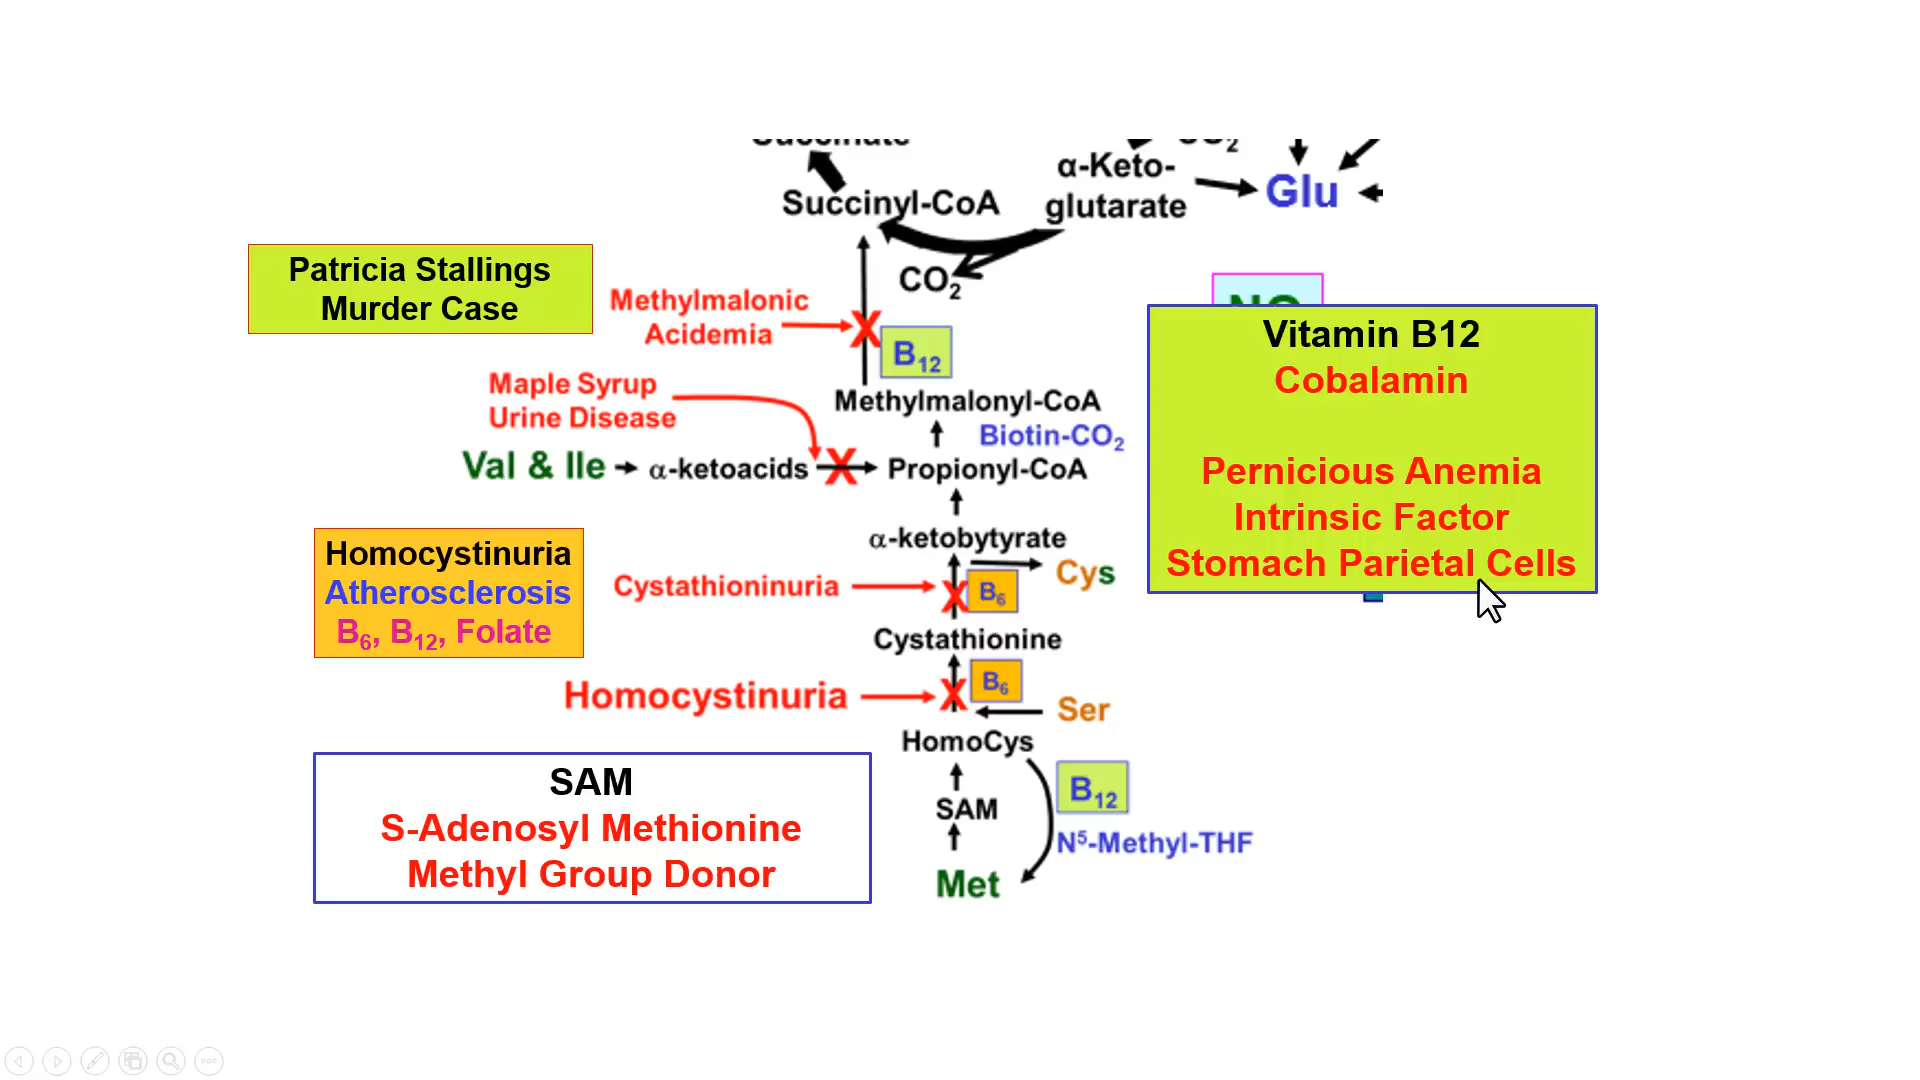 Succinate
CO2
α-Keto-
glutarate
Glu
Succinyl-CoA
CO2
Patricia Stallings
Murder Case
Methylmalonic
Acidemia
X
B12
NO
Vitamin B12
Cobalamin
Pernicious Anemia
Intrinsic Factor
Stomach Parietal Cells
Maple Syrup
Urine Disease
Methylmalonyl-CoA
Biotin-CO2
Val & Ile
α-ketoacids
X
Propionyl-CoA
α-ketobytyrate
Homocystinuria
Atherosclerosis
B6, B12, Folate
Cystathioninuria
X
B6
Cys
Cystathionine
Homocystinuria
X
B6
Ser
HomoCys
SAM
S-Adenosyl Methionine
Methyl Group Donor
SAM
B12
N5-Methyl-THF
Met